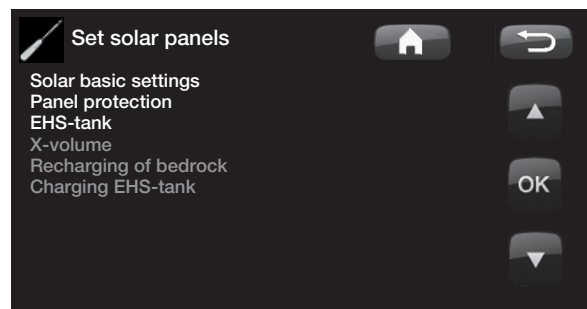 Set solar panels
Solar basic settings
Panel protection
EHS-tank
X-volume
Recharging of bedrock
Charging EHS-tank
OK